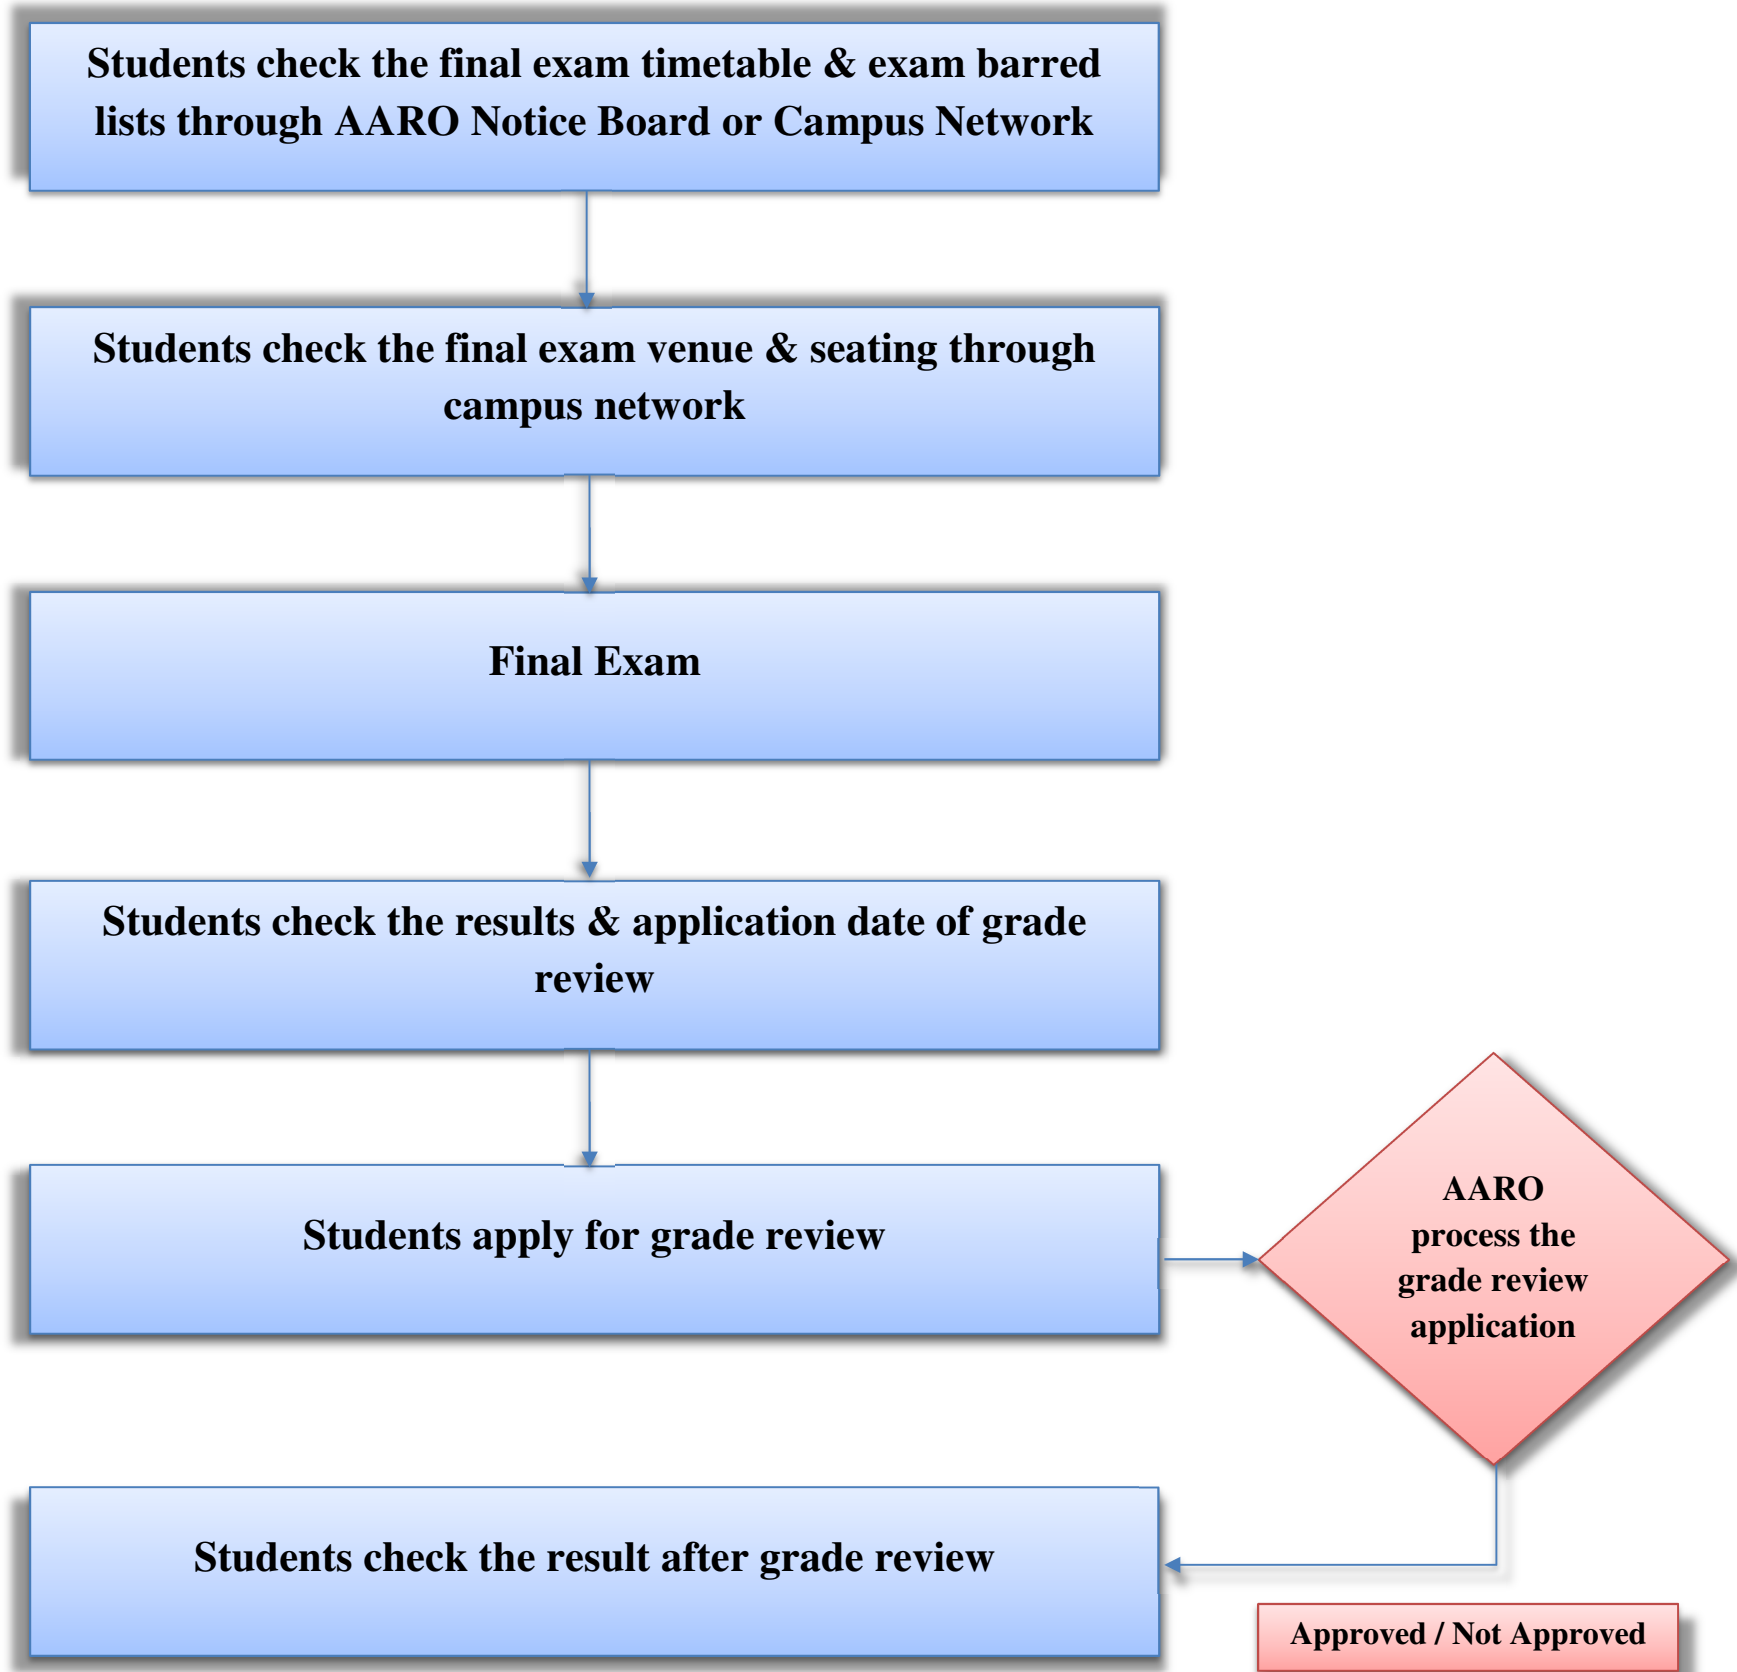 Students check the final exam timetable & exam barred
lists through AARO Notice Board or Campus Network
Students check the final exam venue & seating through
campus network
Final Exam
Students check the results & application date of grade
review
Students apply for grade review
AARO
process the
grade review
application
Students check the result after grade review
Approved / Not Approved